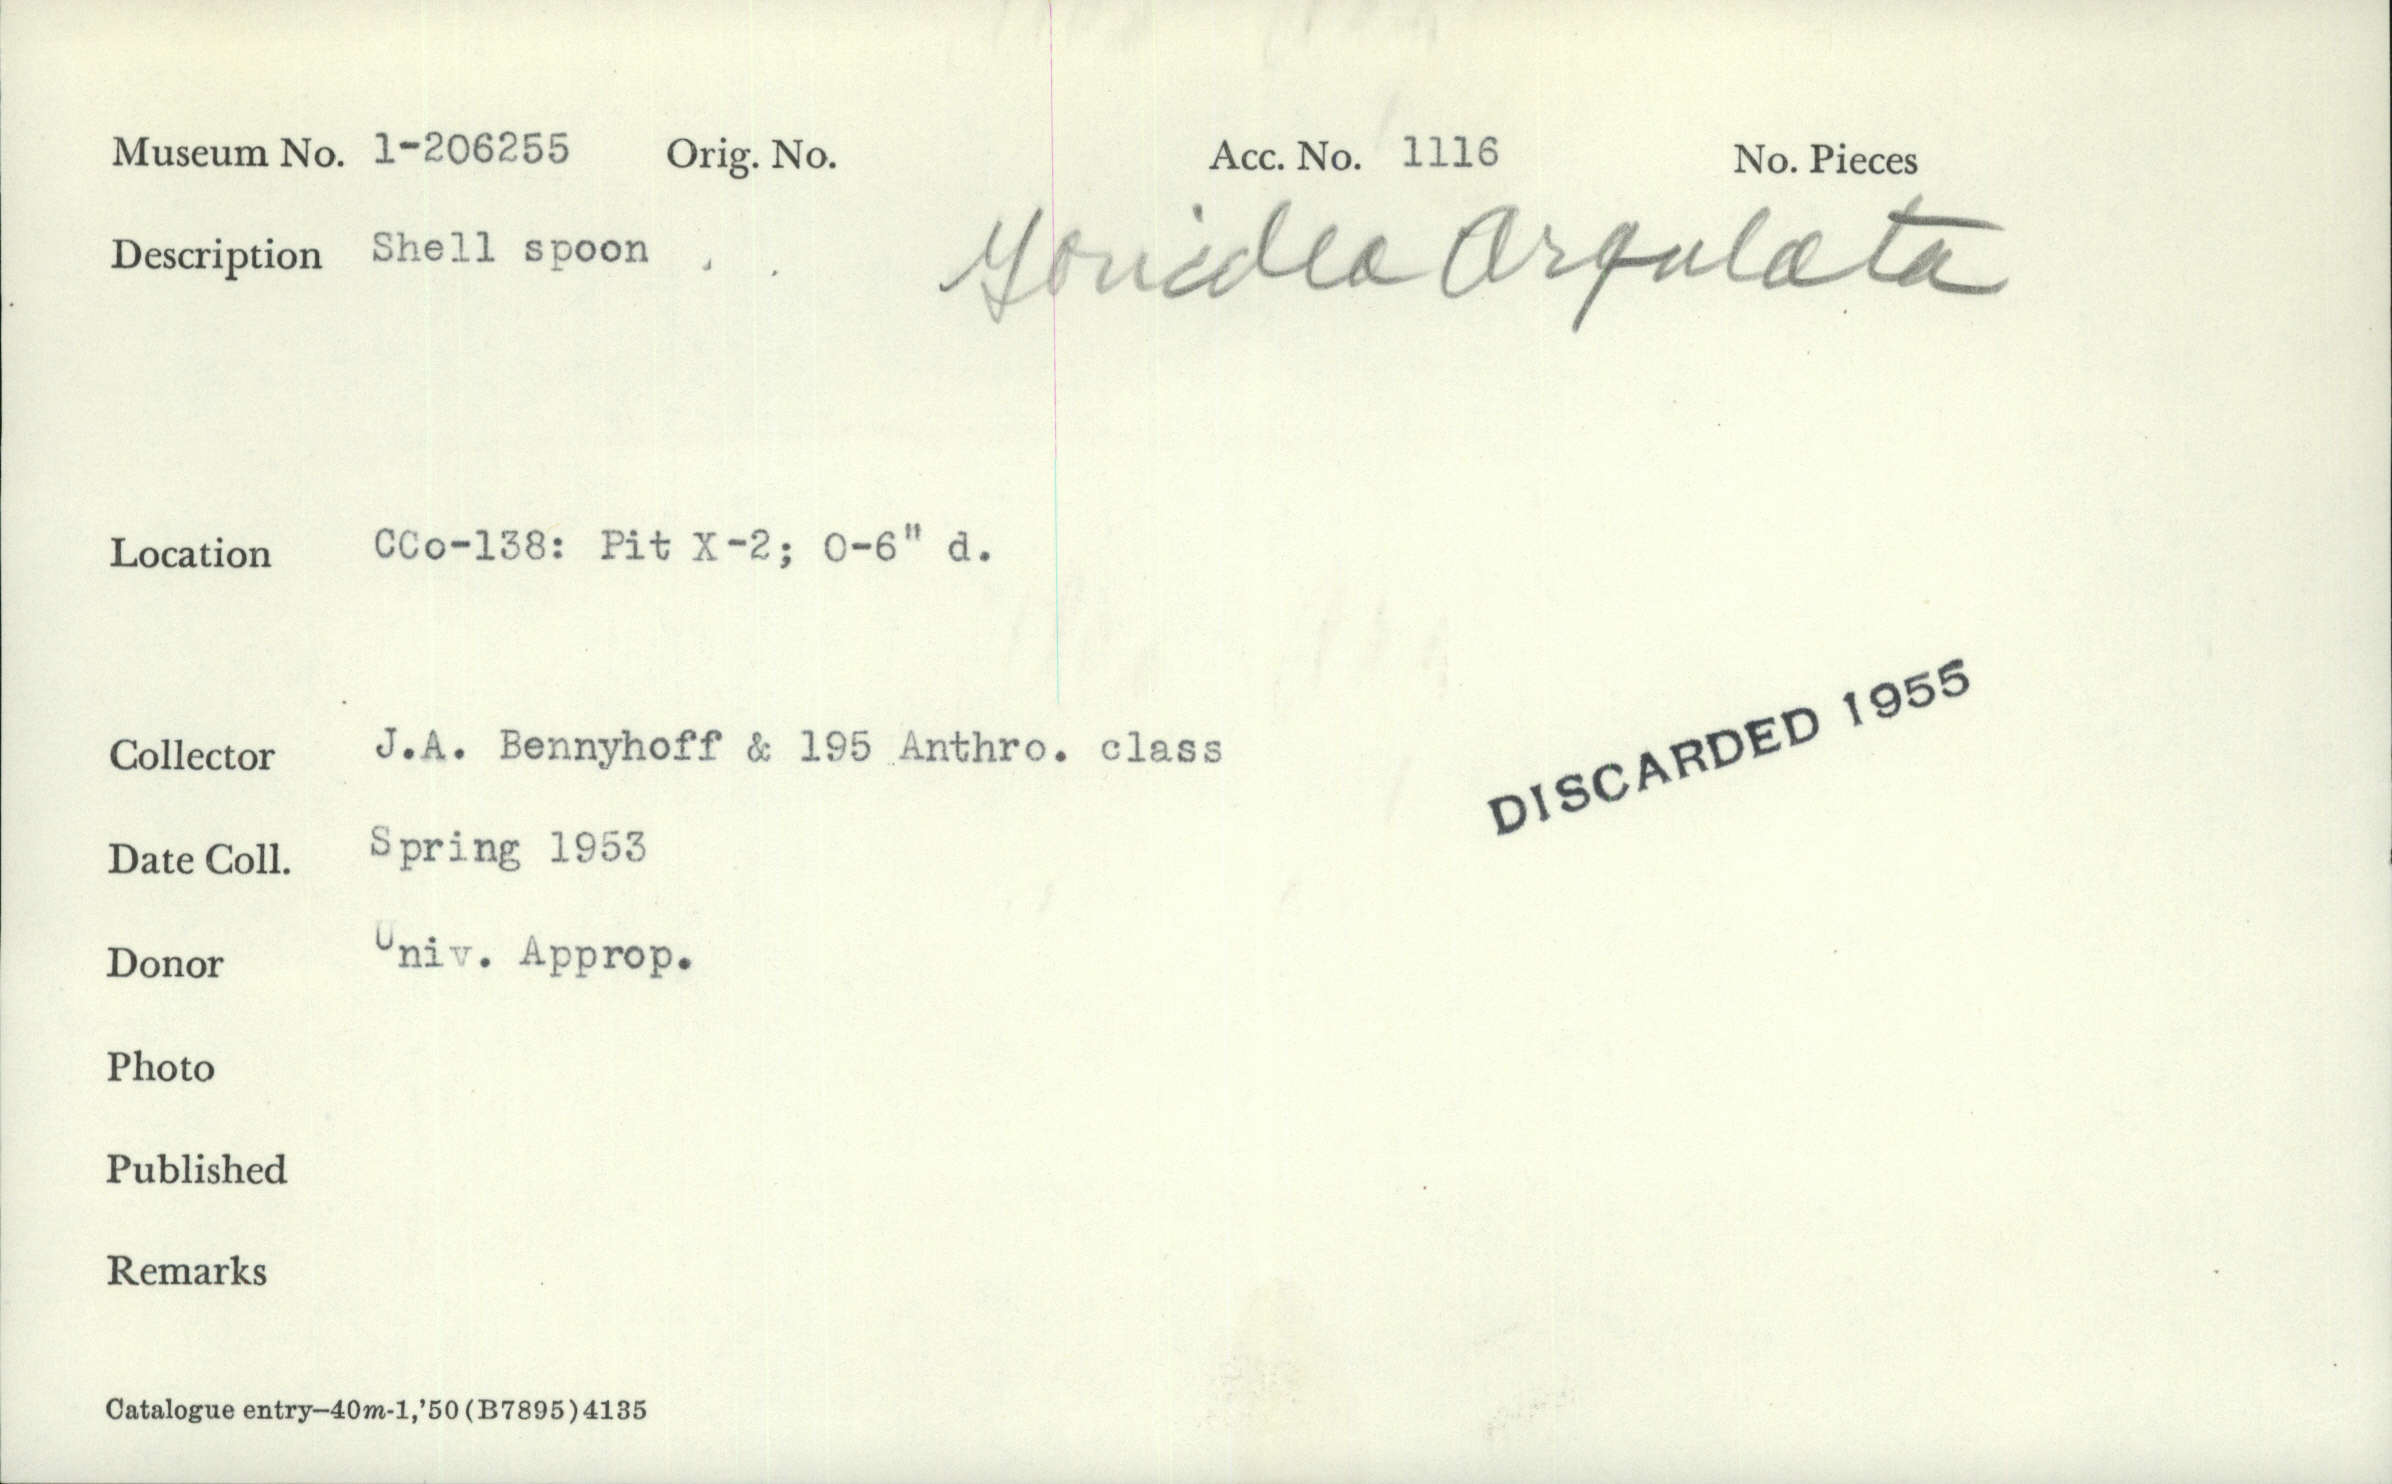 Museum No. 1-206255 Orig. No. Acc. No. 1116 No. Pieces
Description Shell spoon Gonidea Orgulata
Location CCo-138: Pit X-2; 0-6" d.
Collector J.A. Bennyhoff & 195 Anthro. class
DISCARDED 1955
Date Coll. Spring 1953
Donor Univ. Approp.
Photo
Published
Remarks
Catalogue entry—40m-1,'50(B7895)4135